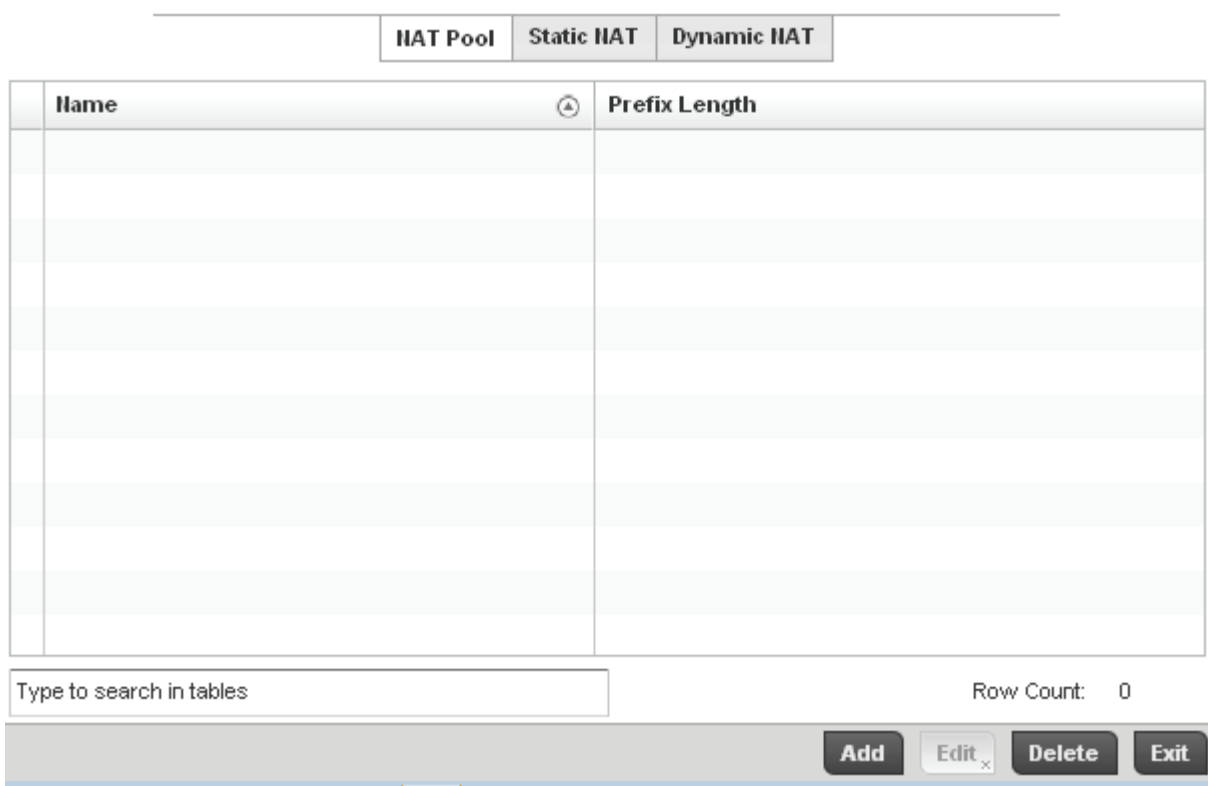 NAT Pool Static NAT Dynamic NAT
Name Prefix Length
Type to search in tables Row Count: 0
Add Edit Delete Exit